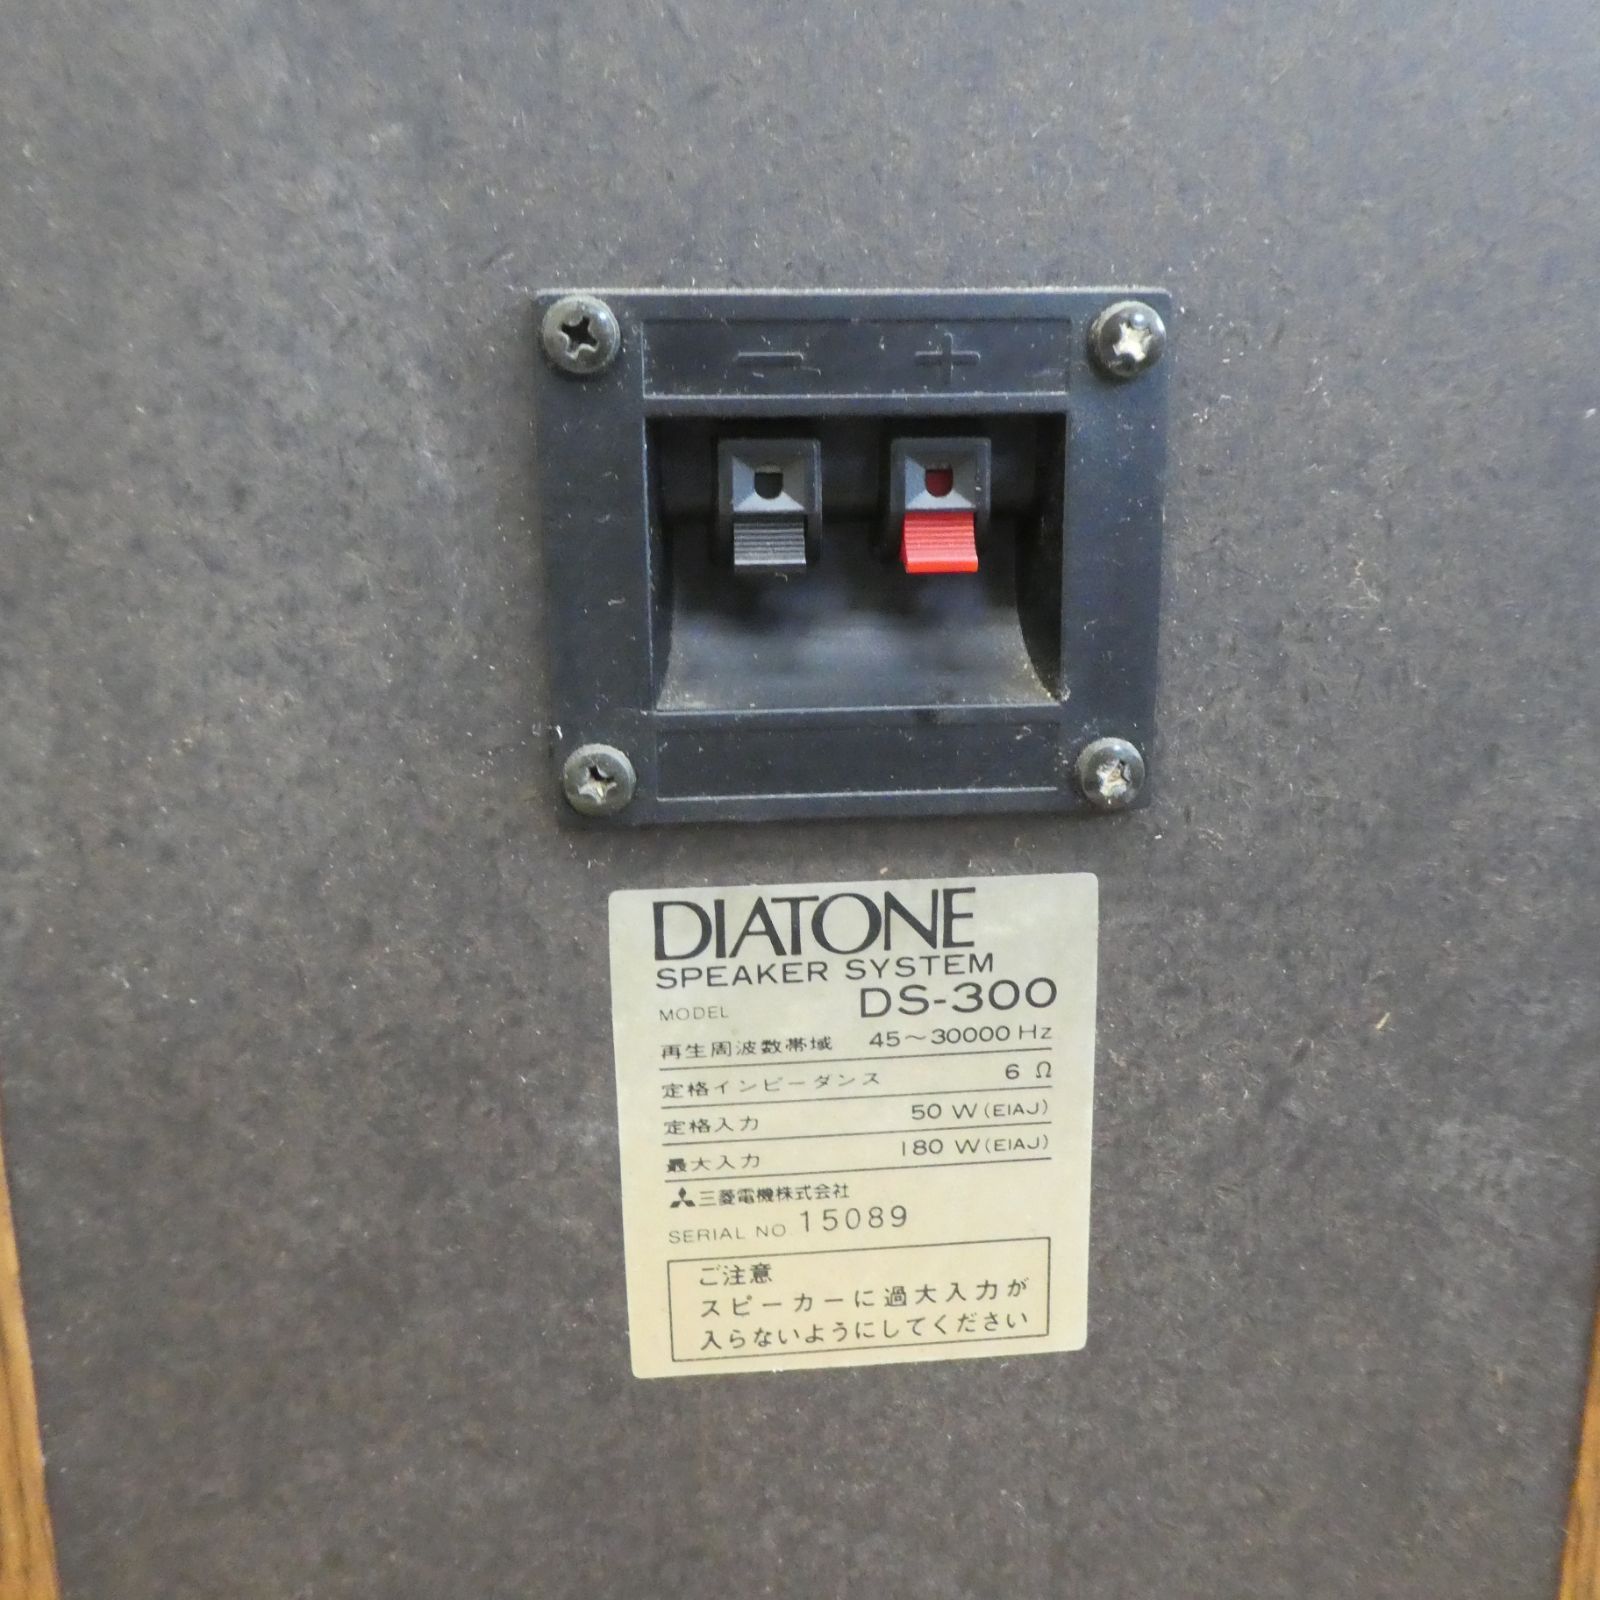 − +
DIATONE
SPEAKER SYSTEM
MODEL DS-300
再生周波数帯域 45～30000 Hz
定格インピーダンス 6 Ω
定格入力 50 W (EIAJ)
最大入力 180 W (EIAJ)
三菱電機株式会社
SERIAL NO. 15089
ご注意
スピーカーに過大入力が
入らないようにしてください